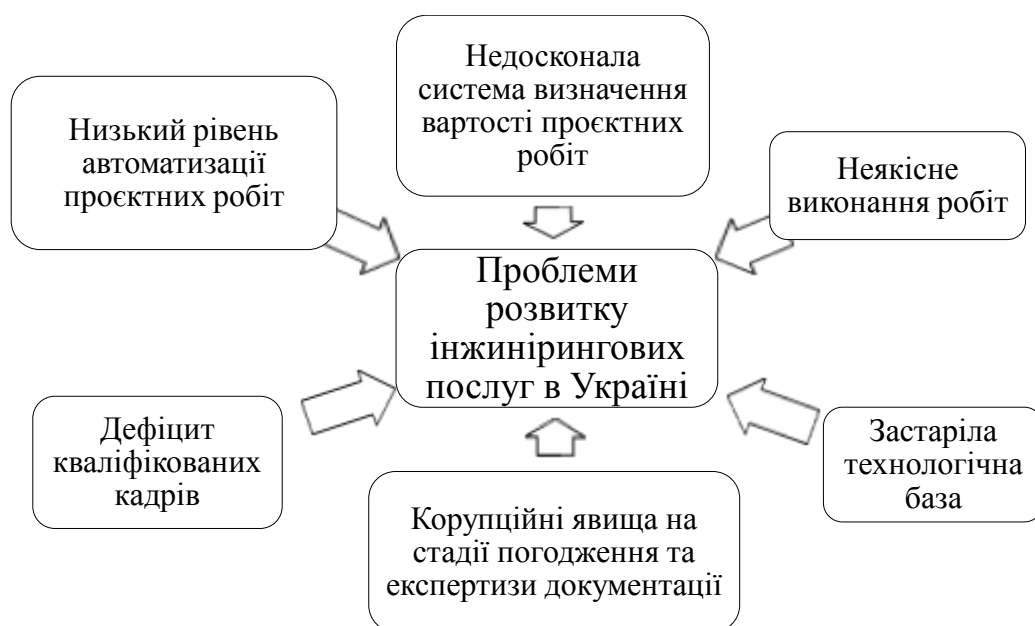 Недосконала
система визначення
вартості проєктних
робіт
Низький рівень
автоматизації
проєктних робіт
Неякісне
виконання робіт
Проблеми
розвитку
інжинірингових
послуг в Україні
Дефіцит
кваліфікованих
кадрів
Застаріла
технологічна
база
Корупційні явища на
стадії погодження та
експертизи документації